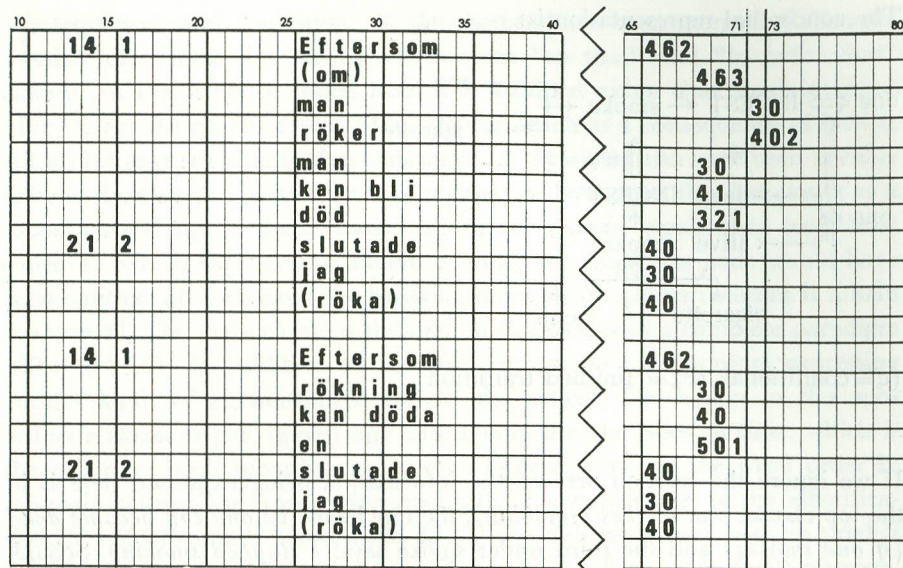 10 15 20 25 30 35 40 65 71 73 80
14 1 Eftersom 462
(om) 463
man 30
röker 402
man 30
kan bli 41
död 321
21 2 slutade 40
jag 30
(röka) 40
14 1 Eftersom 462
rökning 30
kan döda 40
en 501
21 2 slutade 40
jag 30
(röka) 40